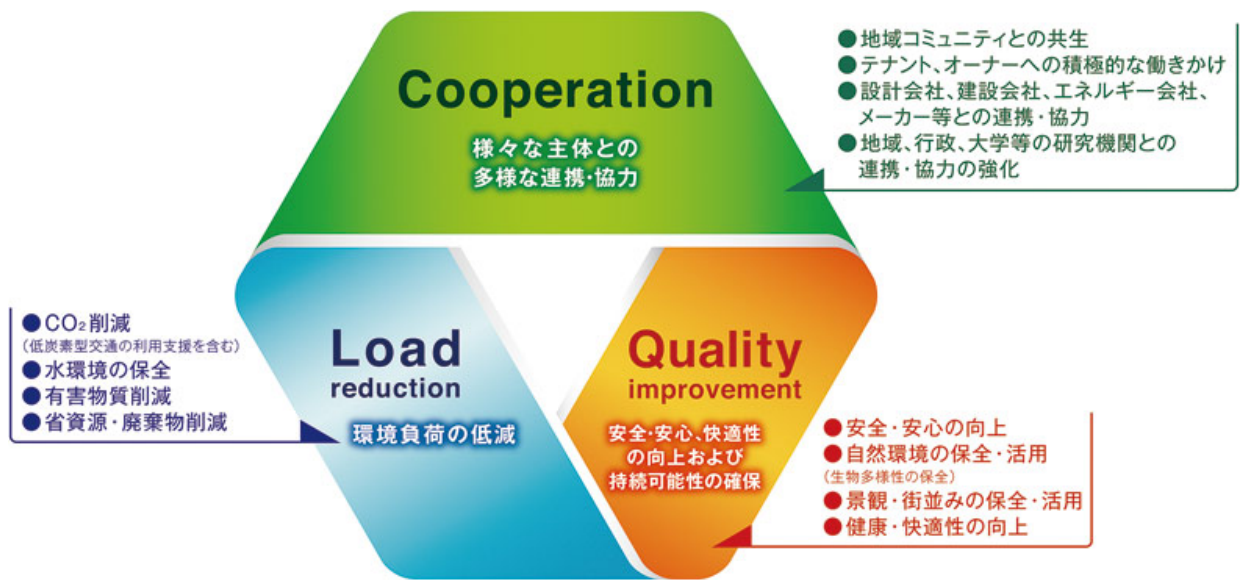 Cooperation
様々な主体との
多様な連携・協力
●地域コミュニティとの共生
●テナント、オーナーへの積極的な働きかけ
●設計会社、建設会社、エネルギー会社、
メーカー等との連携・協力
●地域、行政、大学等の研究機関との
連携・協力の強化
Load
reduction
環境負荷の低減
●CO₂削減
(低炭素型交通の利用支援を含む)
●水環境の保全
●有害物質削減
●省資源・廃棄物削減
Quality
improvement
安全・安心、快適性
の向上および
持続可能性の確保
●安全・安心の向上
●自然環境の保全・活用
(生物多様性の保全)
●景観・街並みの保全・活用
●健康・快適性の向上